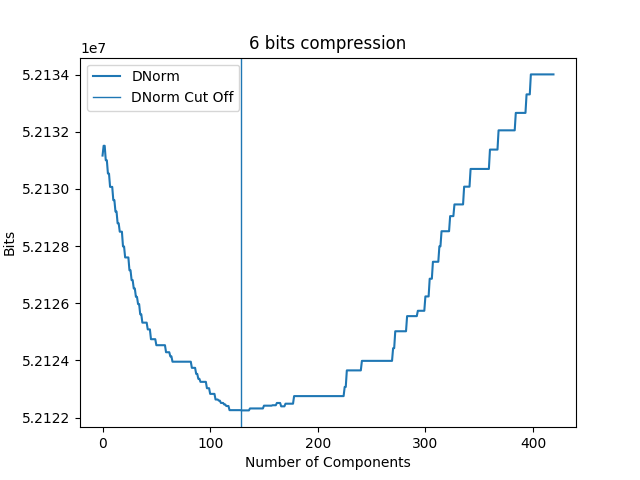 6 bits compression
1e7
5.2134
5.2132
5.2130
5.2128
5.2126
5.2124
5.2122
Bits
DNorm
DNorm Cut Off
0 100 200 300 400
Number of Components